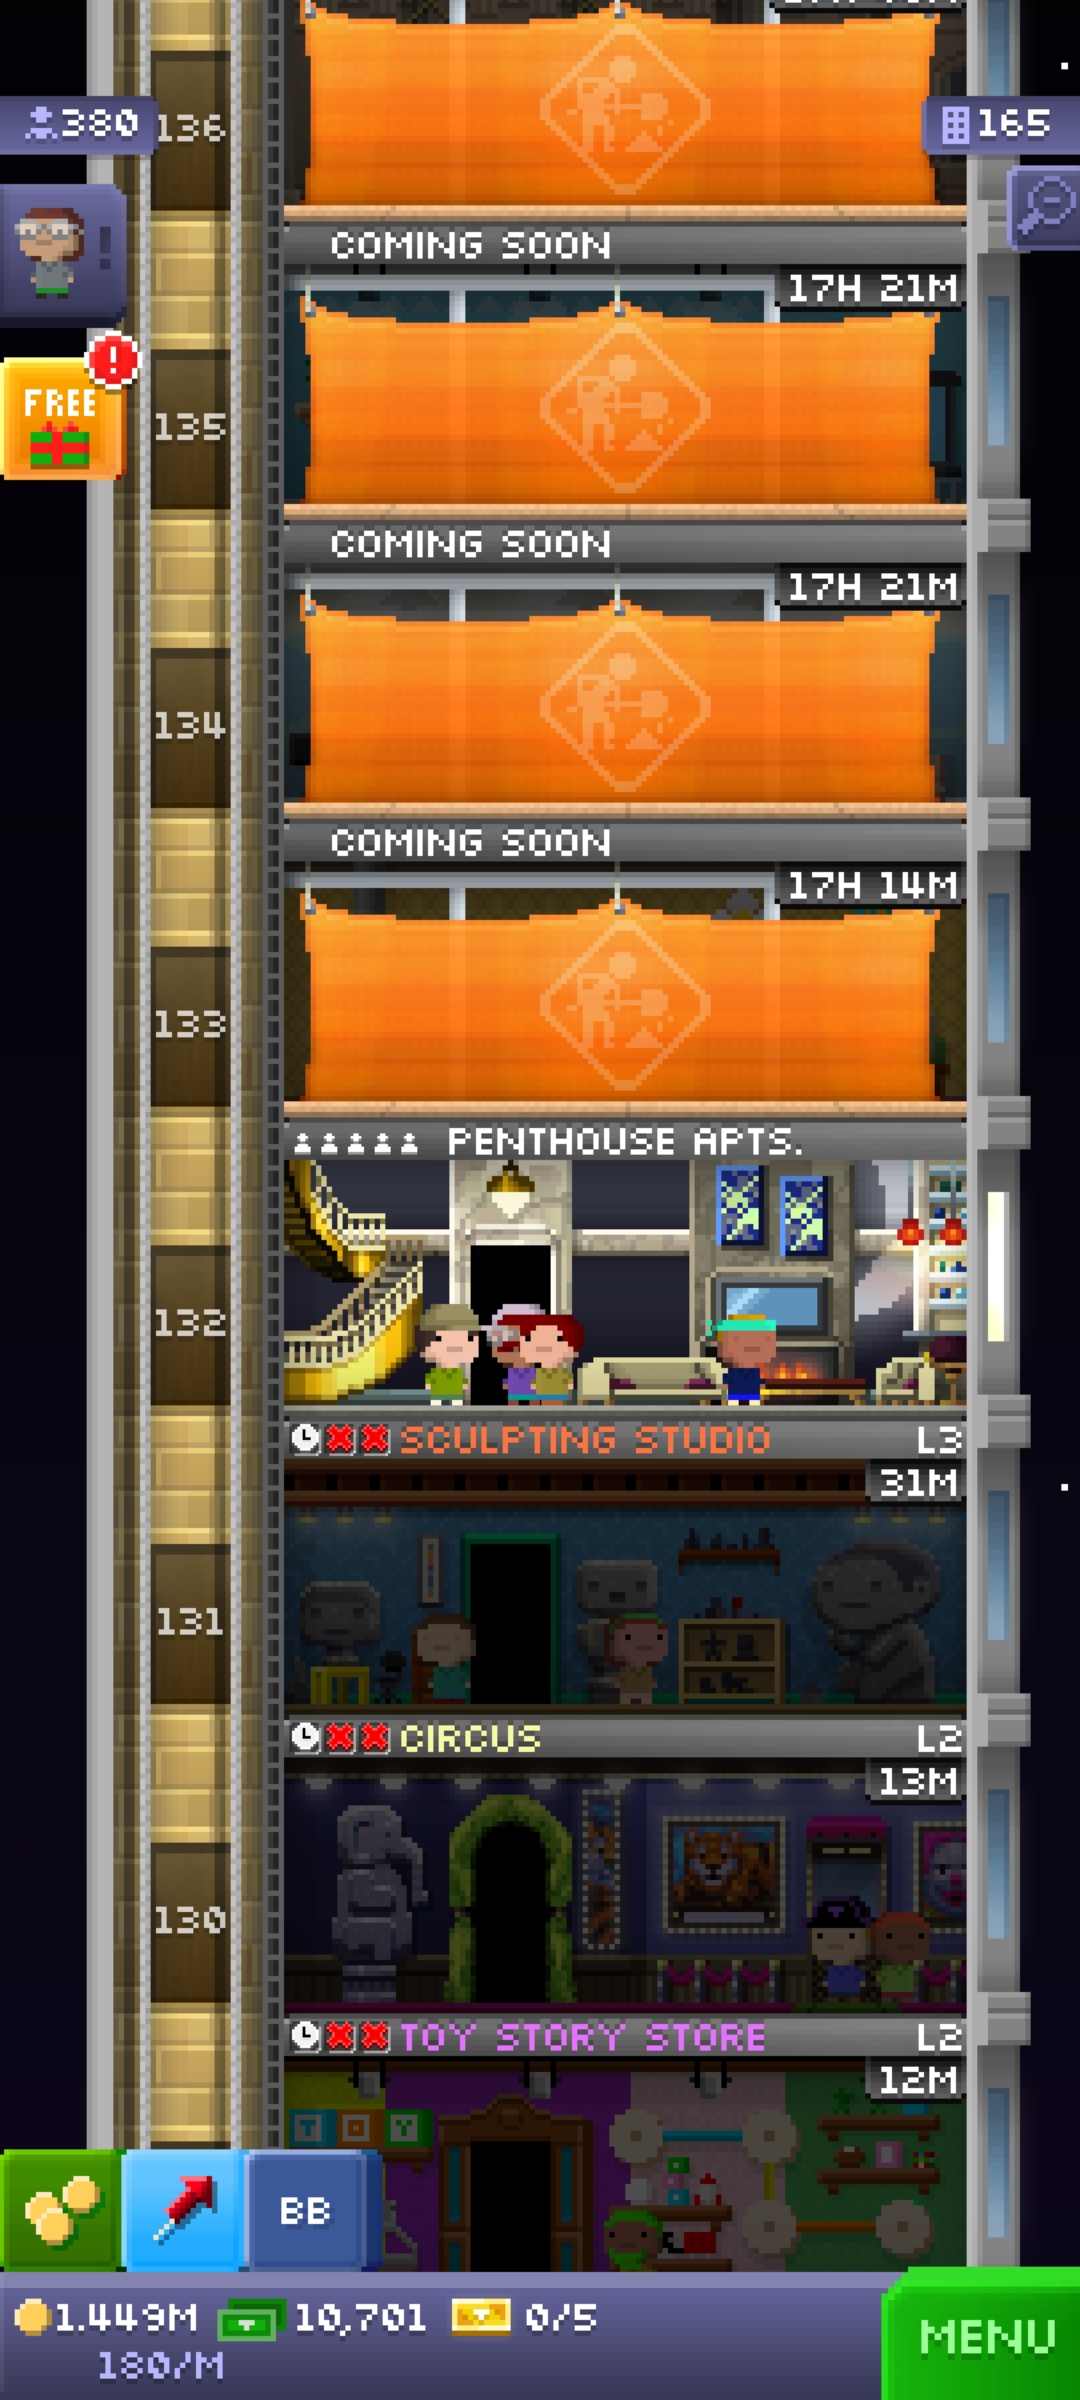 136
380
165
COMING SOON
17H 21M
FREE
135
COMING SOON
17H 21M
134
COMING SOON
17H 14M
133
PENTHOUSE APTS.
132
SCULPTING STUDIO L3
31M
131
CIRCUS L2
13M
130
TOY STORY STORE L2
12M
T O Y
BB
1.449M 10,701 0/5
180/M
MENU